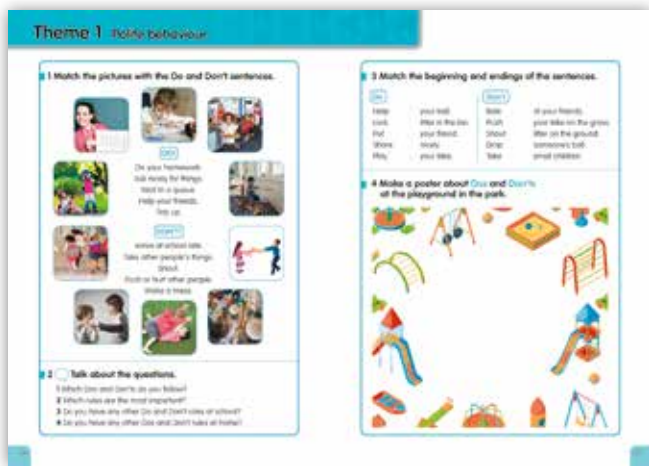 Theme 1 Polite behaviour
1 Match the pictures with the Do and Don't sentences.
DO
Do your homework.
Ask nicely for things.
Wait in a queue.
Help your friends.
Tidy up.
DON'T
Arrive at school late.
Take other people's things.
Shout.
Push or hurt other people.
Make a mess.
2 Talk about the questions.
1 Which Dos and Don'ts do you follow?
2 Which rules are the most important?
3 Do you have any other Do and Don't rules at school?
4 Do you have any other Dos and Don't rules at home?
3 Match the beginning and endings of the sentences.
Do
Help your ball.
Lock litter in the bin.
Put your friend.
Share nicely.
Play your bike.
Don't
Ride at your friends.
Push your bike on the grass.
Shout litter on the ground.
Drop someone's ball.
Take small children.
4 Make a poster about Dos and Don'ts
at the playground in the park.